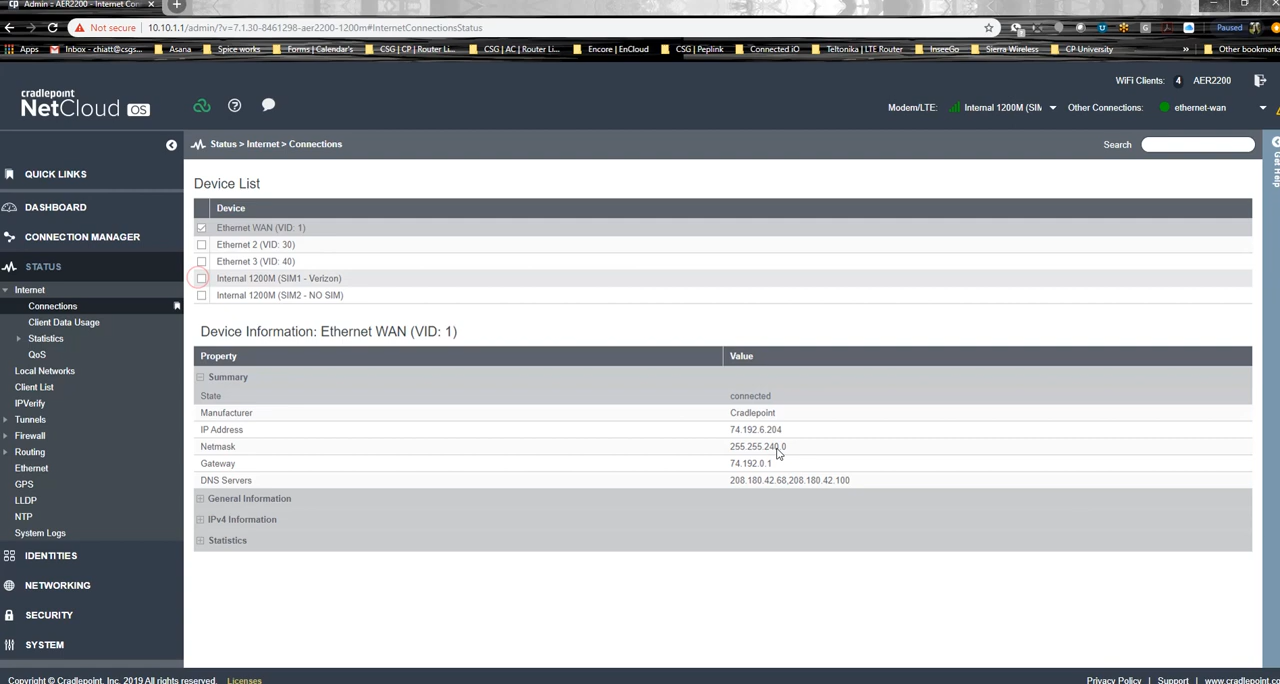 Admin :: AER2200 - Internet Con
Not secure | 10.10.1.1/admin/?v=7.1.30-8461298-aer2200-1200m#InternetConnectionsStatus
Paused
Apps Inbox - chiatt@csgs... Asana Spice works Forms | Calendar's CSG | CP | Router Li... CSG | AC | Router Li... Encore | EnCloud CSG | Peplink Connected iO Teltonika | LTE Router InseeGo Sierra Wireless CP University » Other bookmarks
WiFi Clients: 4 AER2200
cradlepoint
NetCloud OS
Modem/LTE: Internal 1200M (SIM Other Connections: ethernet-wan
Status > Internet > Connections
Search
Get Help
QUICK LINKS
DASHBOARD
CONNECTION MANAGER
STATUS
Internet
Connections
Client Data Usage
Statistics
QoS
Local Networks
Client List
IPVerify
Tunnels
Firewall
Routing
Ethernet
GPS
LLDP
NTP
System Logs
IDENTITIES
NETWORKING
SECURITY
SYSTEM
Device List
Device
Ethernet WAN (VID: 1)
Ethernet 2 (VID: 30)
Ethernet 3 (VID: 40)
Internal 1200M (SIM1 - Verizon)
Internal 1200M (SIM2 - NO SIM)
Device Information: Ethernet WAN (VID: 1)
Property Value
Summary
State connected
Manufacturer Cradlepoint
IP Address 74.192.6.204
Netmask 255.255.240.0
Gateway 74.192.0.1
DNS Servers 208.180.42.68,208.180.42.100
General Information
IPv4 Information
Statistics
Copyright © Cradlepoint, Inc. 2019 All rights reserved. Licenses
Privacy Policy | Support | www.cradlepoint.co